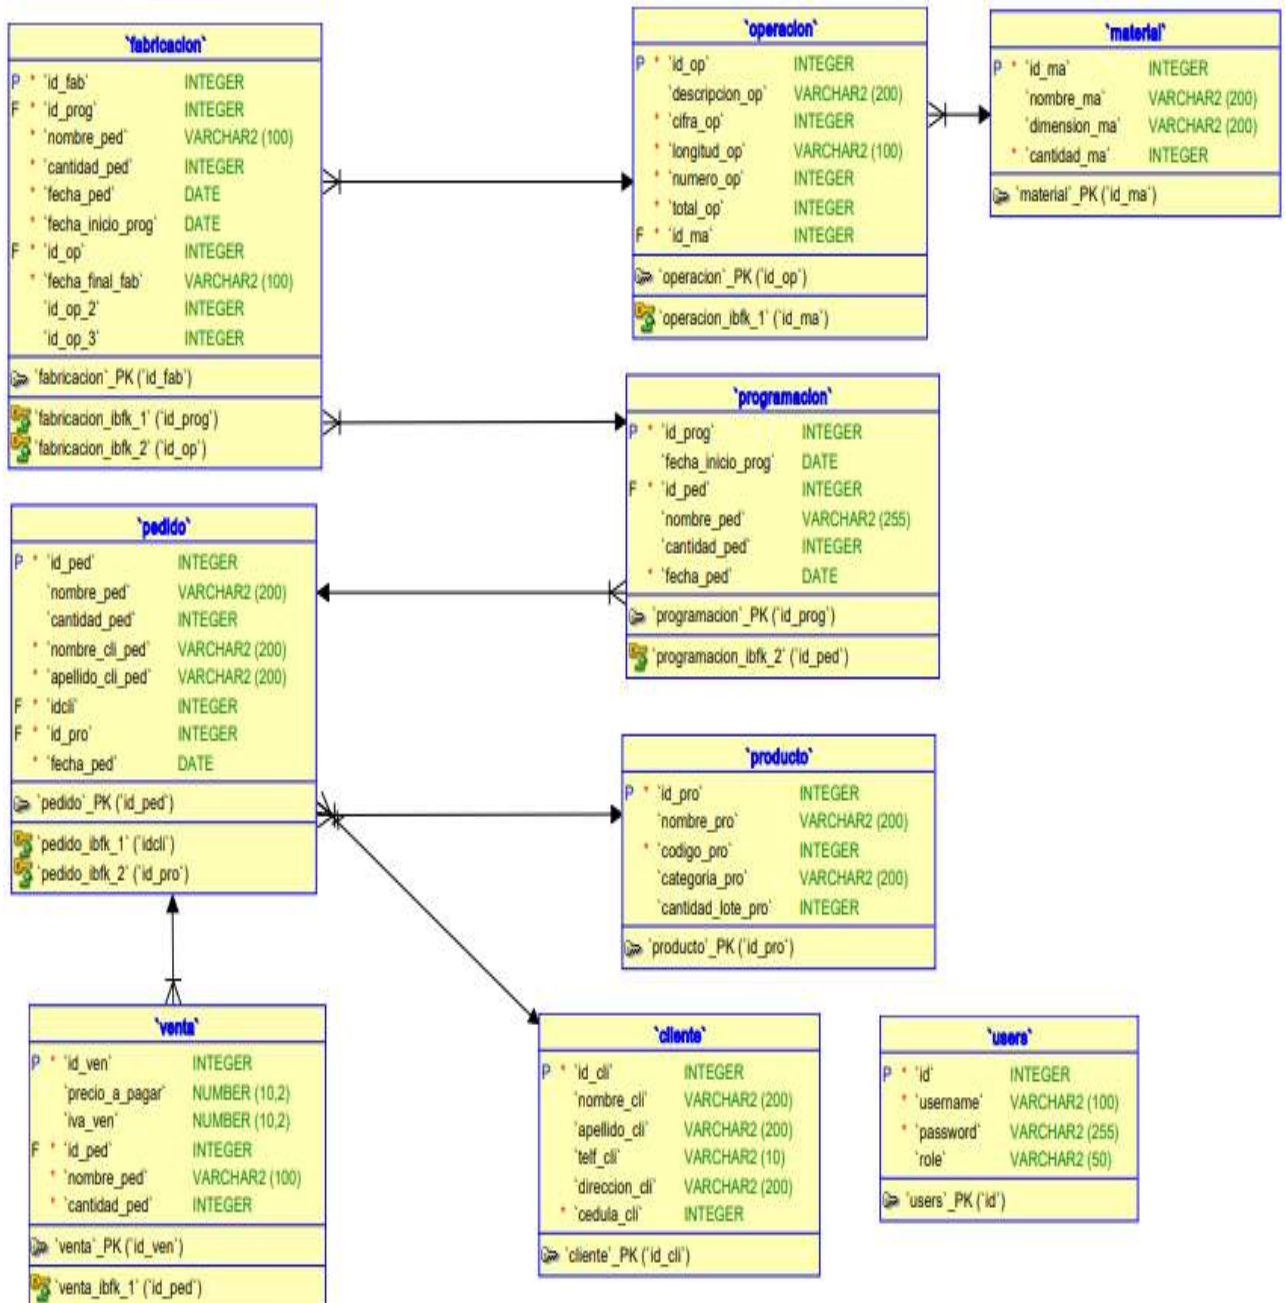 `fabricacion`
P * `id_fab` INTEGER
F * `id_prog` INTEGER
* `nombre_ped` VARCHAR2 (100)
* `cantidad_ped` INTEGER
* `fecha_ped` DATE
* `fecha_inicio_prog` DATE
F * `id_op` INTEGER
* `fecha_final_fab` VARCHAR2 (100)
`id_op_2` INTEGER
`id_op_3` INTEGER
`fabricacion`_PK (`id_fab`)
`fabricacion_ibfk_1` (`id_prog`)
`fabricacion_ibfk_2` (`id_op`)
`operacion`
P * `id_op` INTEGER
`descripcion_op` VARCHAR2 (200)
* `cifra_op` INTEGER
* `longitud_op` VARCHAR2 (100)
* `numero_op` INTEGER
* `total_op` INTEGER
F * `id_ma` INTEGER
`operacion`_PK (`id_op`)
`operacion_ibfk_1` (`id_ma`)
`material`
P * `id_ma` INTEGER
`nombre_ma` VARCHAR2 (200)
`dimension_ma` VARCHAR2 (200)
* `cantidad_ma` INTEGER
`material`_PK (`id_ma`)
`programacion`
P * `id_prog` INTEGER
`fecha_inicio_prog` DATE
F * `id_ped` INTEGER
`nombre_ped` VARCHAR2 (255)
`cantidad_ped` INTEGER
* `fecha_ped` DATE
`programacion`_PK (`id_prog`)
`programacion_ibfk_2` (`id_ped`)
`pedido`
P * `id_ped` INTEGER
`nombre_ped` VARCHAR2 (200)
`cantidad_ped` INTEGER
* `nombre_cli_ped` VARCHAR2 (200)
* `apellido_cli_ped` VARCHAR2 (200)
F * `idcli` INTEGER
F * `id_pro` INTEGER
* `fecha_ped` DATE
`pedido`_PK (`id_ped`)
`pedido_ibfk_1` (`idcli`)
`pedido_ibfk_2` (`id_pro`)
`producto`
P * `id_pro` INTEGER
`nombre_pro` VARCHAR2 (200)
* `codigo_pro` INTEGER
`categoria_pro` VARCHAR2 (200)
`cantidad_lote_pro` INTEGER
`producto`_PK (`id_pro`)
`venta`
P * `id_ven` INTEGER
`precio_a_pagar` NUMBER (10,2)
`iva_ven` NUMBER (10,2)
F * `id_ped` INTEGER
* `nombre_ped` VARCHAR2 (100)
* `cantidad_ped` INTEGER
`venta`_PK (`id_ven`)
`venta_ibfk_1` (`id_ped`)
`cliente`
P * `id_cli` INTEGER
`nombre_cli` VARCHAR2 (200)
`apellido_cli` VARCHAR2 (200)
`telf_cli` VARCHAR2 (10)
`direccion_cli` VARCHAR2 (200)
* `cedula_cli` INTEGER
`cliente`_PK (`id_cli`)
`users`
P * `id` INTEGER
* `username` VARCHAR2 (100)
* `password` VARCHAR2 (255)
`role` VARCHAR2 (50)
`users`_PK (`id`)